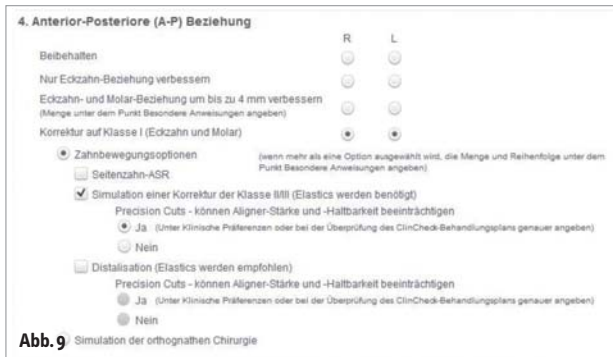 4. Anterior-Posteriore (A-P) Beziehung
R L
Beibehalten
Nur Eckzahn-Beziehung verbessern
Eckzahn- und Molar-Beziehung um bis zu 4 mm verbessern
(Menge unter dem Punkt Besondere Anweisungen angeben)
Korrektur auf Klasse I (Eckzahn und Molar)
Zahnbewegungsoptionen (wenn mehr als eine Option ausgewählt wird, die Menge und Reihenfolge unter dem
Punkt Besondere Anweisungen angeben)
Seitenzahn-ASR
Simulation einer Korrektur der Klasse II/III (Elastics werden benötigt)
Precision Cuts - können Aligner-Stärke und -Haltbarkeit beeinträchtigen
Ja (Unter Klinische Präferenzen oder bei der Überprüfung des ClinCheck-Behandlungsplans genauer angeben)
Nein
Distalisation (Elastics werden empfohlen)
Precision Cuts - können Aligner-Stärke und -Haltbarkeit beeinträchtigen
Ja (Unter Klinische Präferenzen oder bei der Überprüfung des ClinCheck-Behandlungsplans genauer angeben)
Nein
Abb. 9 Simulation der orthognathen Chirurgie